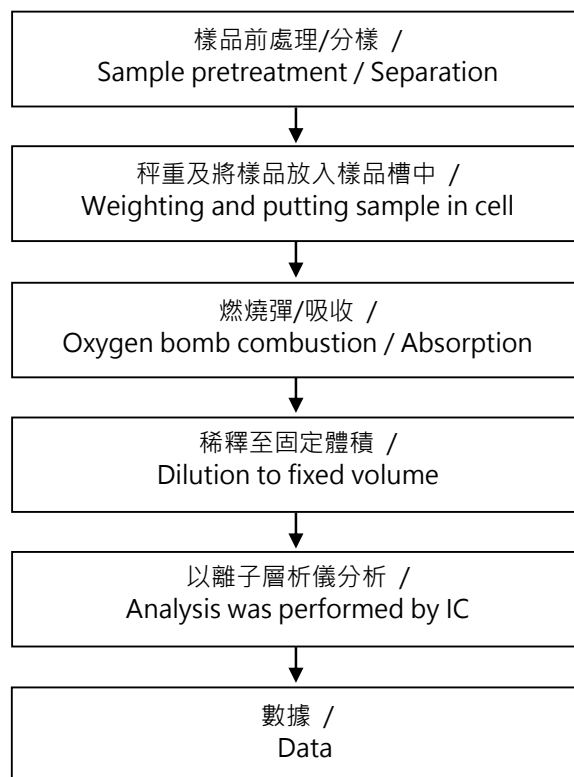 樣品前處理/分樣 /
Sample pretreatment / Separation
秤重及將樣品放入樣品槽中 /
Weighting and putting sample in cell
燃燒彈/吸收 /
Oxygen bomb combustion / Absorption
稀釋至固定體積 /
Dilution to fixed volume
以離子層析儀分析 /
Analysis was performed by IC
數據 /
Data